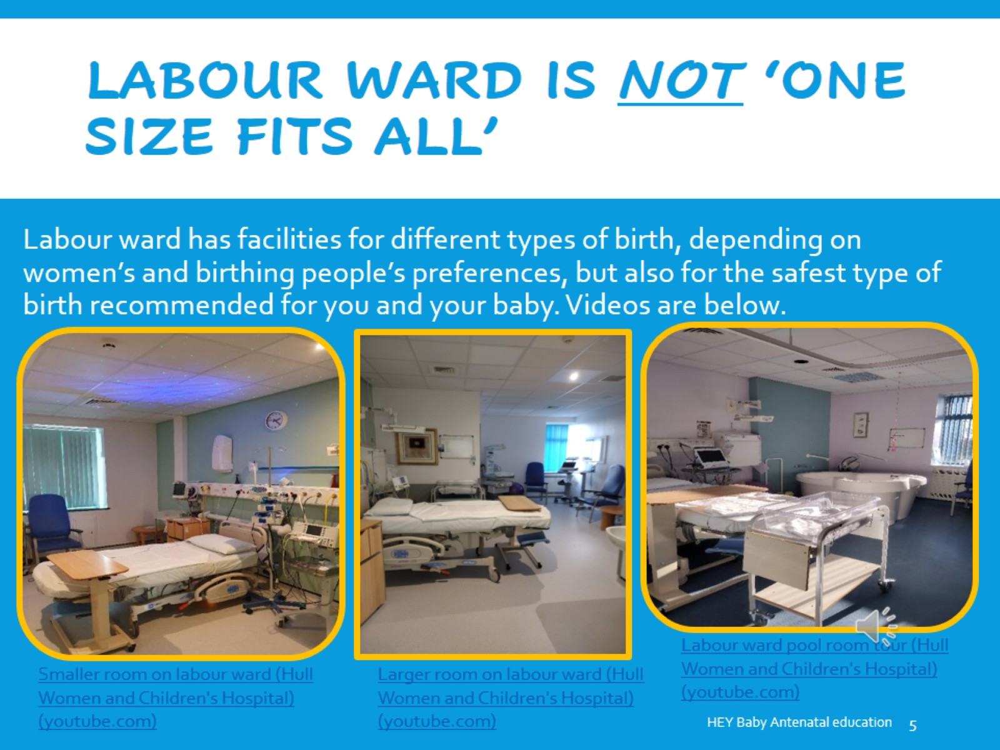 LABOUR WARD IS NOT ‘ONE
SIZE FITS ALL’
Labour ward has facilities for different types of birth, depending on
women’s and birthing people’s preferences, but also for the safest type of
birth recommended for you and your baby. Videos are below.
Smaller room on labour ward (Hull
Women and Children's Hospital)
(youtube.com)
Larger room on labour ward (Hull
Women and Children's Hospital)
(youtube.com)
Labour ward pool room tour (Hull
Women and Children's Hospital)
(youtube.com)
HEY Baby Antenatal education 5